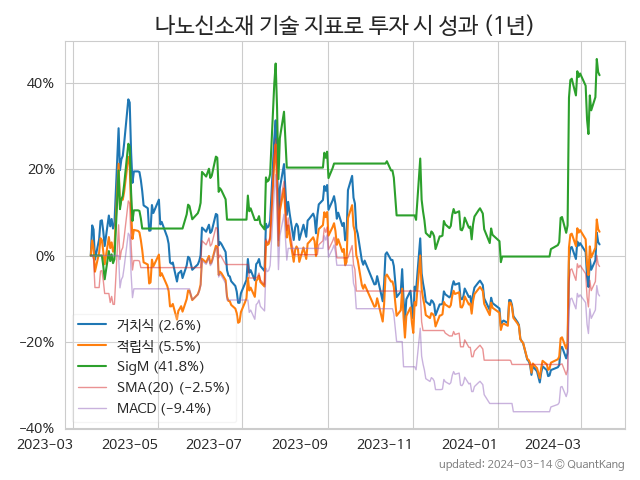 나노신소재 기술 지표로 투자 시 성과 (1년)
40%
20%
0%
−20%
−40%
거치식 (2.6%)
적립식 (5.5%)
SigM (41.8%)
SMA(20) (−2.5%)
MACD (−9.4%)
2023-03 2023-05 2023-07 2023-09 2023-11 2024-01 2024-03
updated: 2024-03-14 © QuantKang